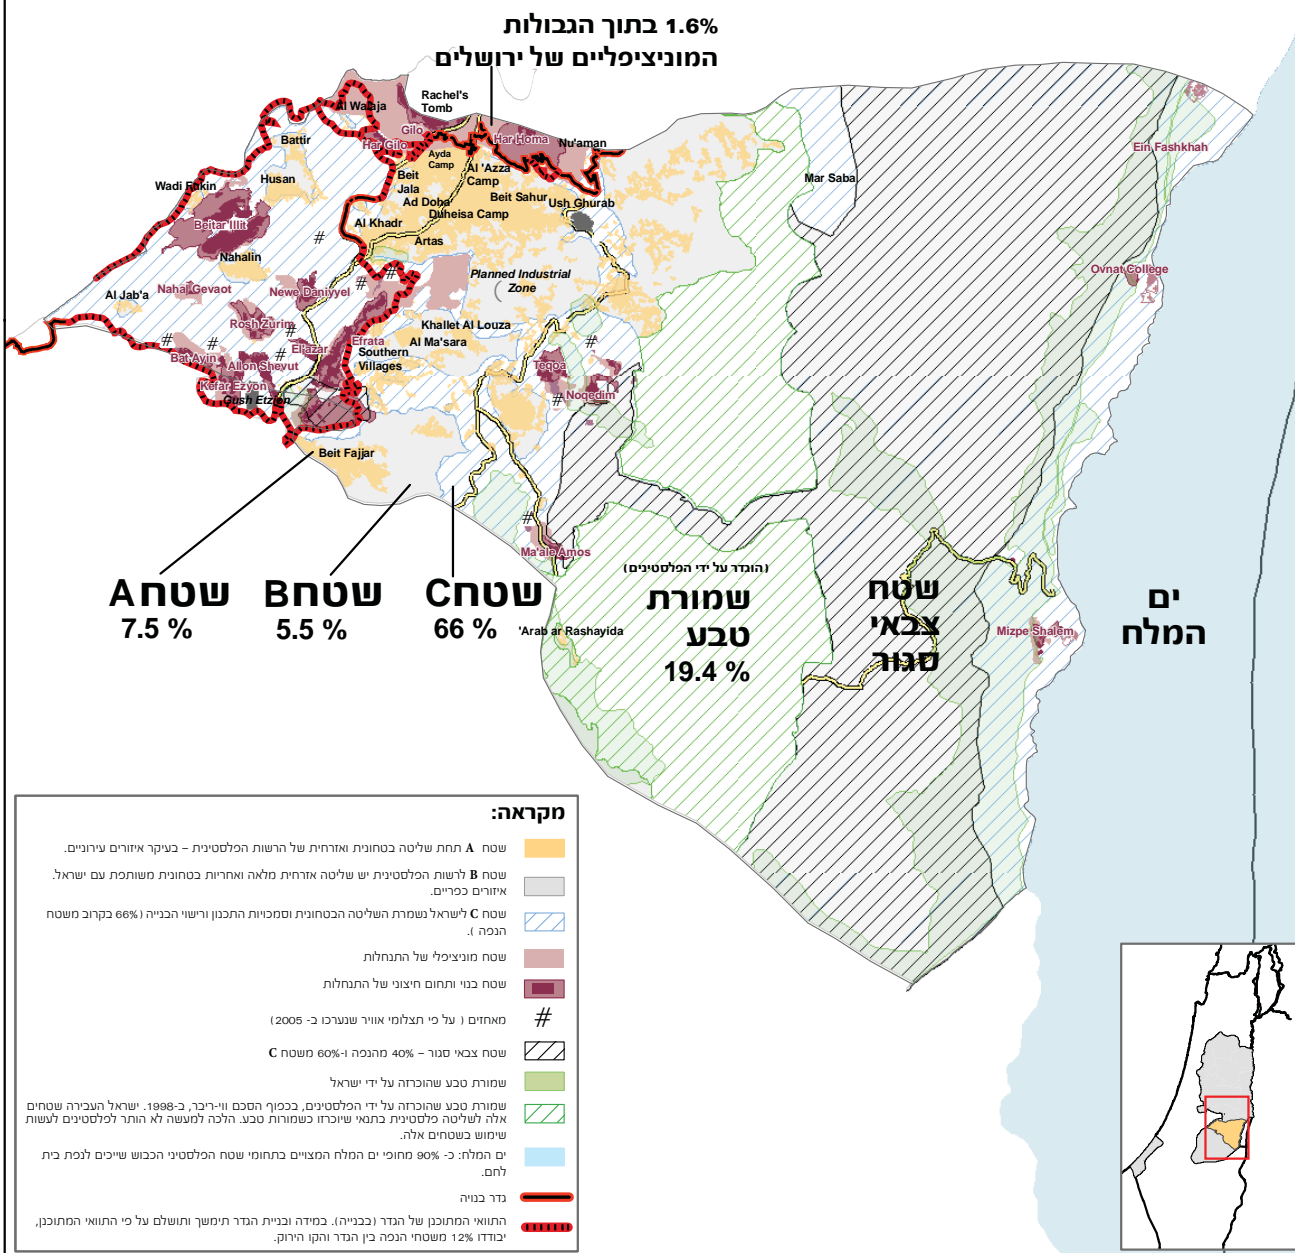 1.6% בתוך הגבולות
המוניציפליים של ירושלים
Rachel's
Tomb
Al Walaja
Gilo
Har Gilo
Har Homa
Nu'aman
Battir
Ayda
Camp
Al 'Azza
Camp
Beit
Jala
Wadi Fukin
Husan
Beit Sahur
Ush Ghurab
Ad Doha
Duheisa Camp
Beitar Illit
Al Khadr
Artas
Nahalin
Mar Saba
Ein Fashkhah
Ovnat College
Planned Industrial
Zone
Al Jab'a
Nahal Gevaot
Newe Daniyyel
Rosh Zurim
Khallet Al Louza
Al Ma'sara
Efrata
El'azar
Southern
Villages
Bat Ayin
Allon Shevut
Kefar Ezyon
Gush Etzion
Teqoa
Noqedim
Beit Fajjar
Ma'ale Amos
שטח A
7.5 %
שטח B
5.5 %
שטח C
66 %
'Arab ar Rashayida
(הוגדר על ידי הפלסטינים)
שמורת
טבע
19.4 %
שטח
צבאי
סגור
Mizpe Shalem
ים
המלח
מקראה:
שטח A תחת שליטה בטחונית ואזרחית של הרשות הפלסטינית – בעיקר איזורים עירוניים.
שטח B לרשות הפלסטינית יש שליטה אזרחית מלאה ואחריות בטחונית משותפת עם ישראל.
איזורים כפריים.
שטח C לישראל נשמרת השליטה הבטחונית וסמכויות התכנון ורישוי הבנייה (66% בקרוב משטח
הנפה ).
שטח מוניציפלי של התנחלות
שטח בנוי ותחום חיצוני של התנחלות
# מאחזים ( על פי תצלומי אוויר שנערכו ב- 2005)
שטח צבאי סגור – 40% מהנפה ו-60% משטח C
שמורת טבע שהוכרזה על ידי ישראל
שמורת טבע שהוכרזה על ידי הפלסטינים, בכפוף הסכם וויי-ריבר, ב-1998. ישראל העבירה שטחים
אלה לשליטה פלסטינית בתנאי שיוכרזו כשמורות טבע. הלכה למעשה לא הותר לפלסטינים לעשות
שימוש בשטחים אלה.
ים המלח: כ- 90% מחופי ים המלח המצויים בתחומי שטח הפלסטיני הכבוש שייכים לנפת בית
לחם.
גדר בנויה
התוואי המתוכנן של הגדר (בבנייה). במידה ובניית הגדר תימשך ותושלם על פי התוואי המתוכנן,
יבודדו 12% משטחי הנפה בין הגדר והקו הירוק.